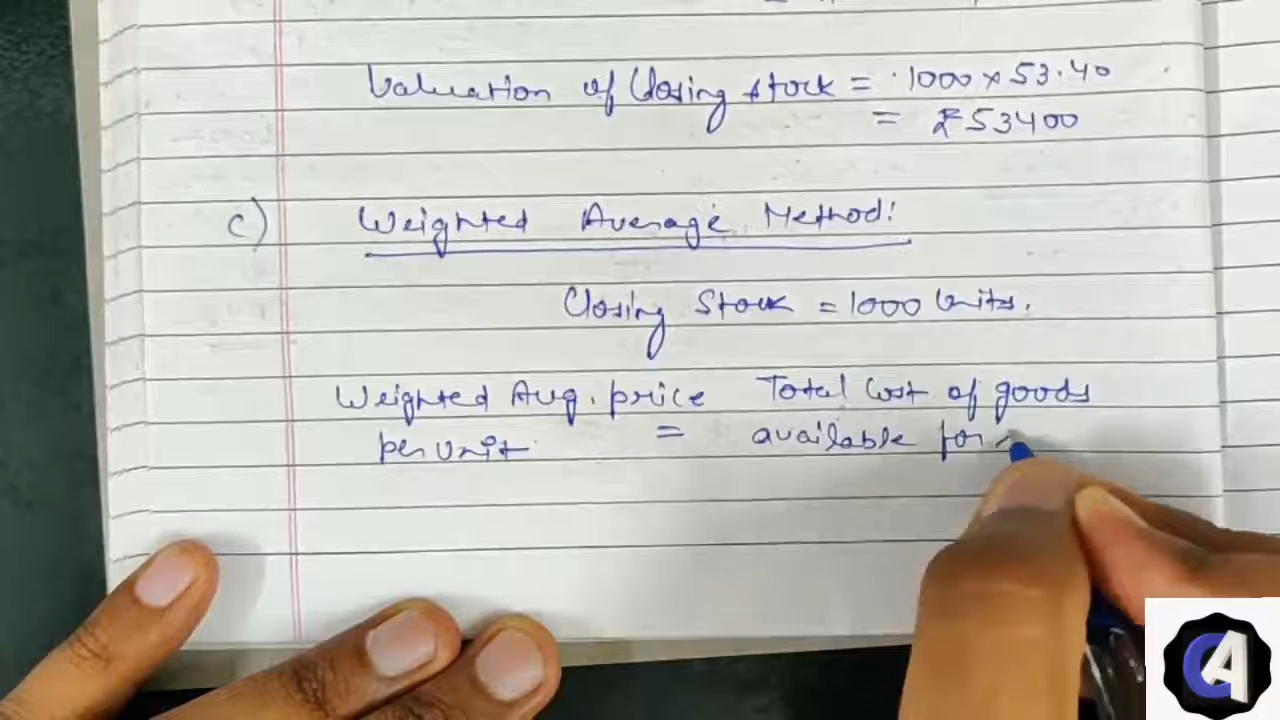 Valuation of Closing stock = 1000 × 53.40
= ₹53400
c) Weighted Average Method:
Closing Stock = 1000 Units.
Weighted Avg. price Total Cost of goods
per unit = available for
CA